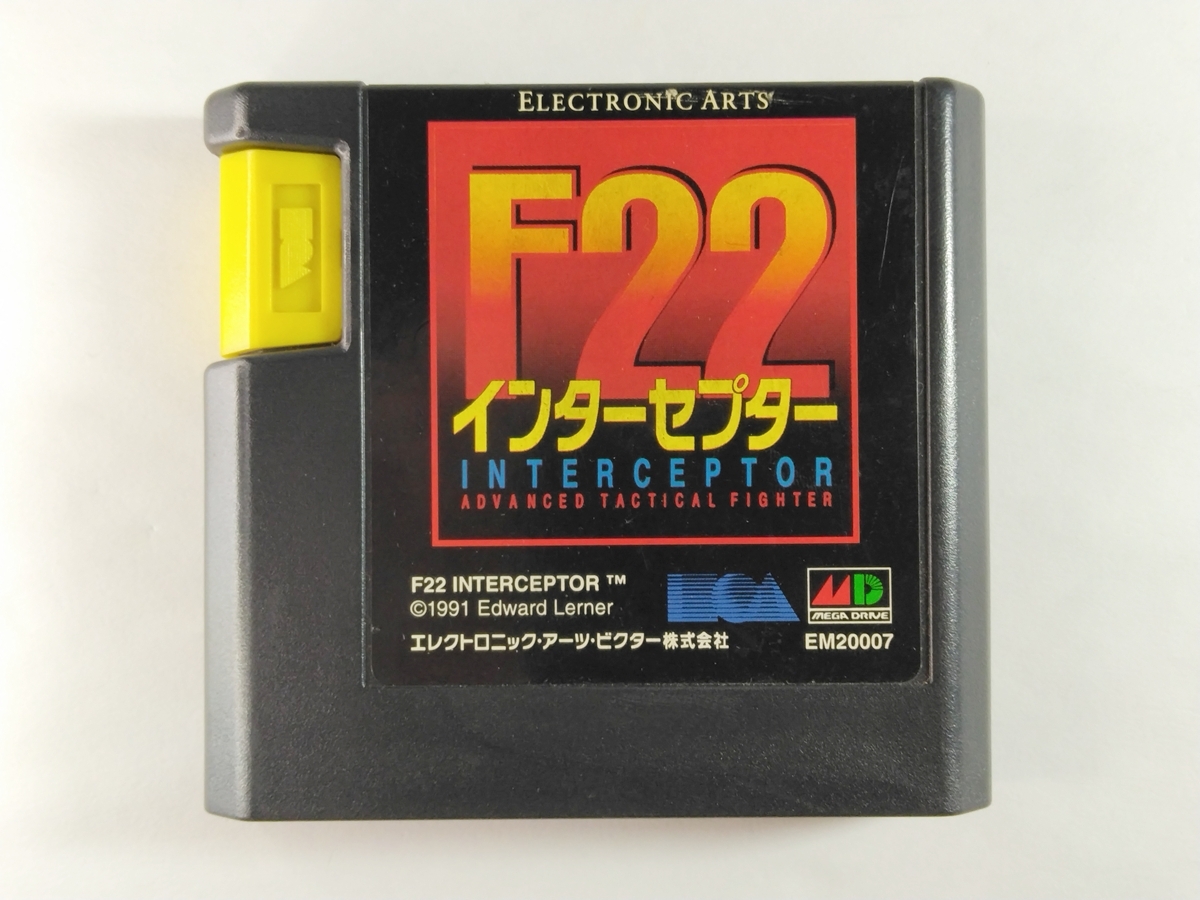 ELECTRONIC ARTS
F22
インターセプター
INTERCEPTOR
ADVANCED TACTICAL FIGHTER
F22 INTERCEPTOR ™
©1991 Edward Lerner
エレクトロニック・アーツ・ビクター株式会社
EA
MD
MEGA DRIVE
EM20007